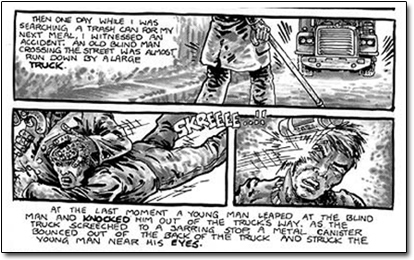 THEN ONE DAY WHILE I WAS
SEARCHING A TRASH CAN FOR MY
NEXT MEAL, I WITNESSED AN
ACCIDENT. AN OLD BLIND MAN
CROSSING THE STREET WAS ALMOST
RUN DOWN BY A LARGE
TRUCK.
SKREEEE...!!
AT THE LAST MOMENT A YOUNG MAN LEAPED AT THE BLIND
MAN AND KNOCKED HIM OUT OF THE TRUCK'S WAY. AS THE
TRUCK SCREECHED TO A JARRING STOP, A METAL CANISTER
BOUNCED OUT OF THE BACK OF THE TRUCK AND STRUCK THE
YOUNG MAN NEAR HIS EYES.